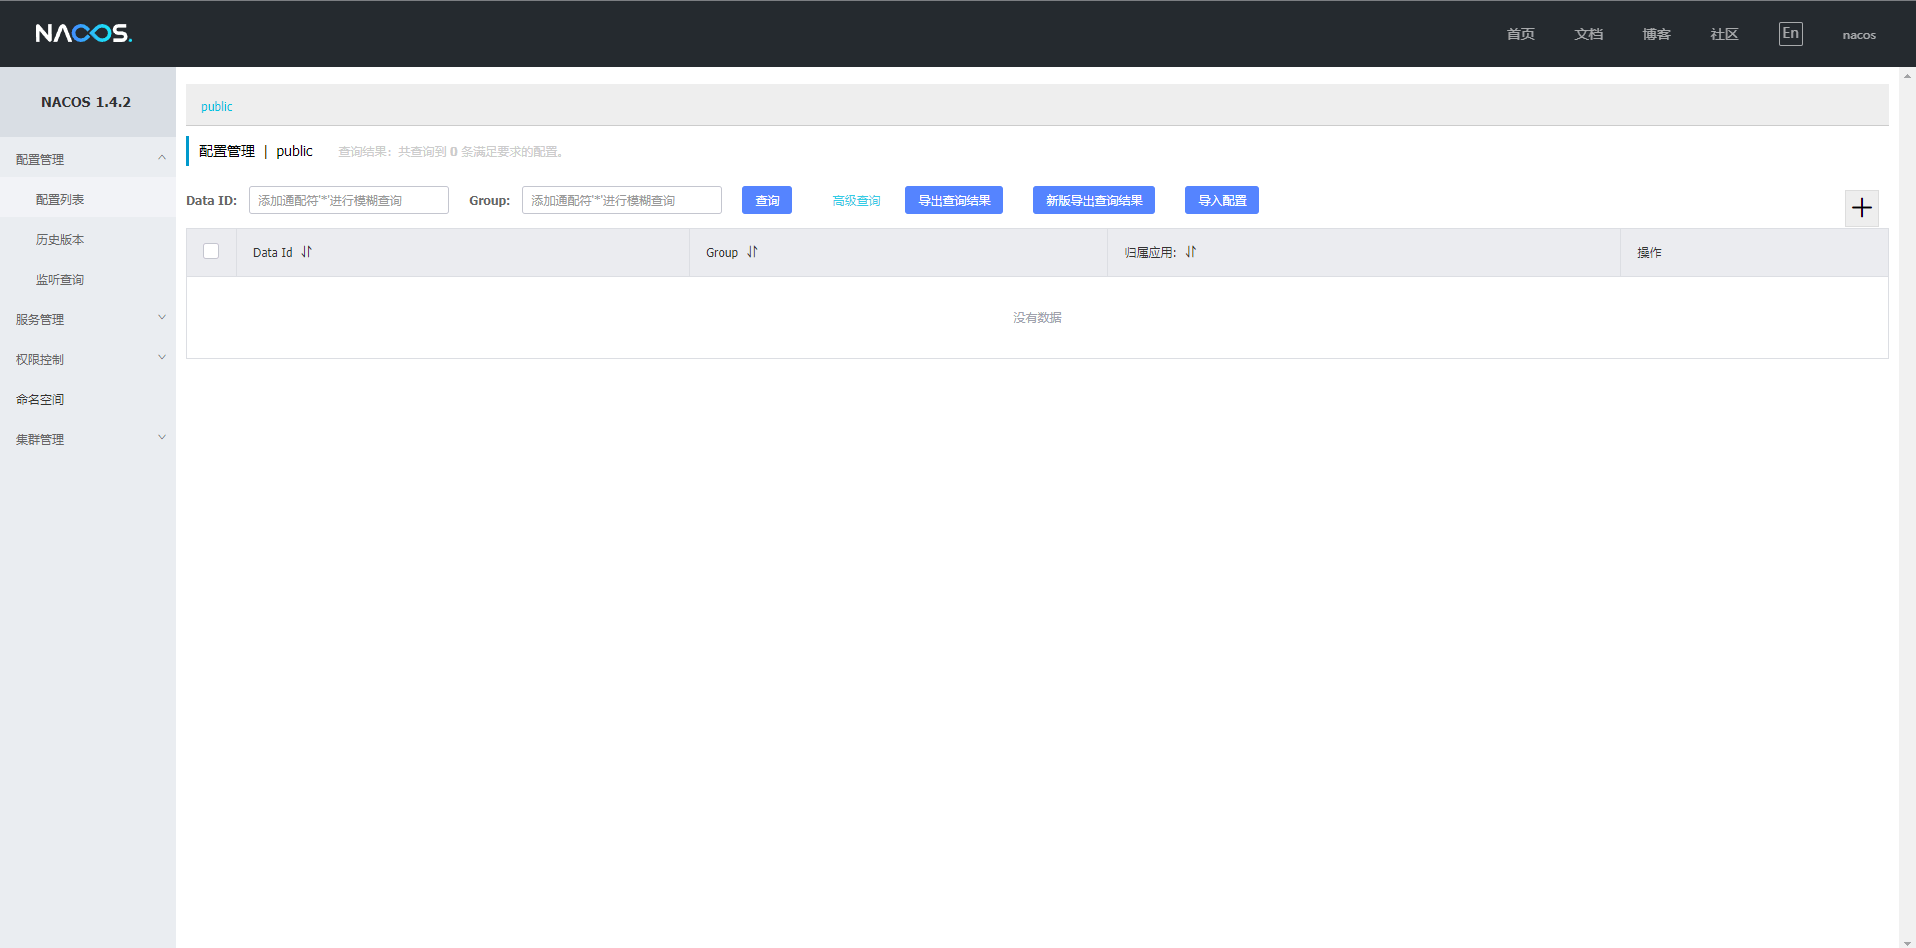 NACOS.
首页 文档 博客 社区 En nacos
NACOS 1.4.2
配置管理
配置列表
历史版本
监听查询
服务管理
权限控制
命名空间
集群管理
public
配置管理 | public 查询结果：共查询到 0 条满足要求的配置。
Data ID: 添加通配符'*'进行模糊查询 Group: 添加通配符'*'进行模糊查询 查询 高级查询 导出查询结果 新版导出查询结果 导入配置
Data Id Group 归属应用: 操作
没有数据